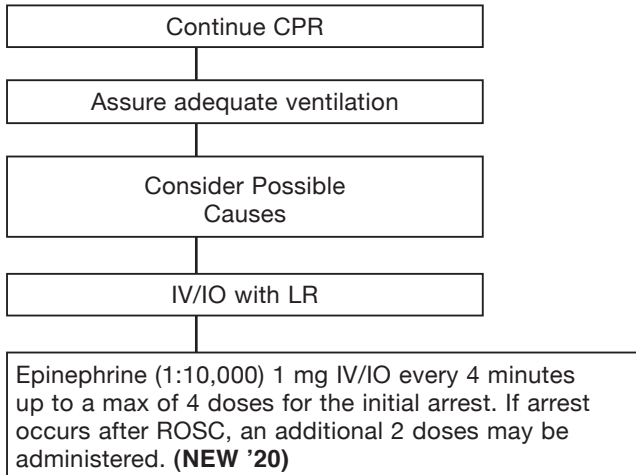 Continue CPR
Assure adequate ventilation
Consider Possible
Causes
IV/IO with LR
Epinephrine (1:10,000) 1 mg IV/IO every 4 minutes
up to a max of 4 doses for the initial arrest. If arrest
occurs after ROSC, an additional 2 doses may be
administered. (NEW '20)